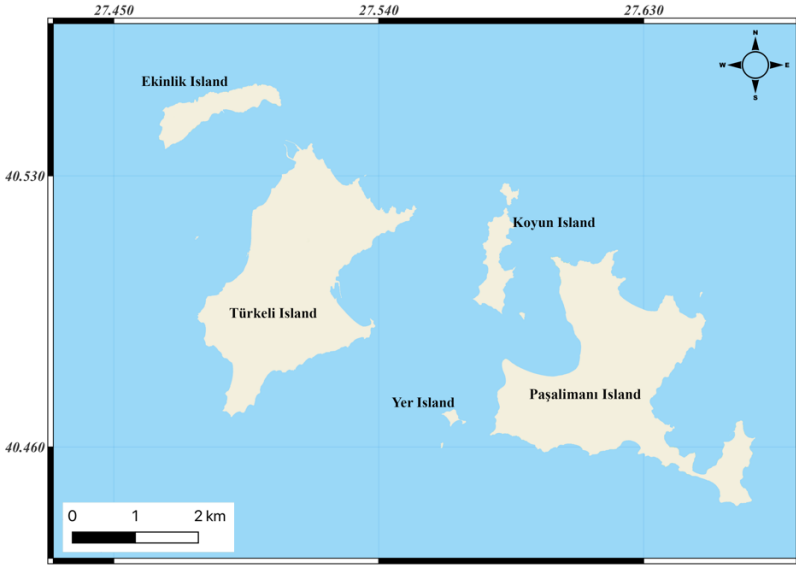 27.450 27.540 27.630
N
W E
S
Ekinlik Island
40.530
Koyun Island
Türkeli Island
Paşalimanı Island
Yer Island
40.460
0 1 2 km